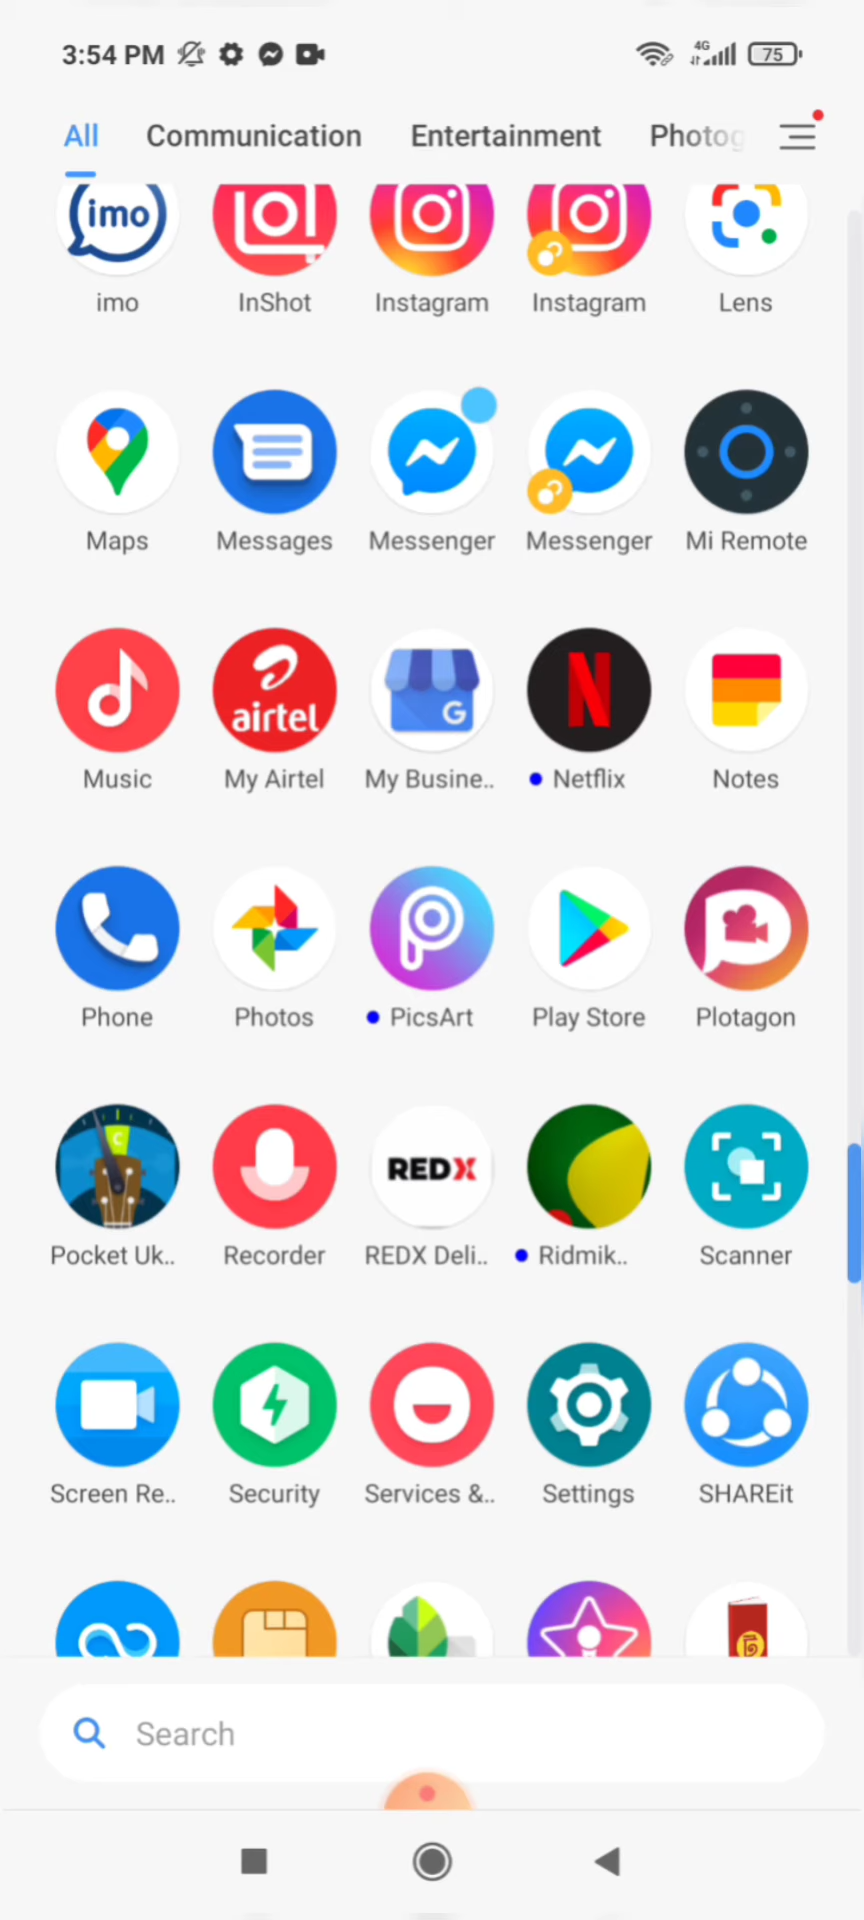 3:54 PM 4G 75
All Communication Entertainment Photog
imo
imo InShot Instagram Instagram Lens
Maps Messages Messenger Messenger Mi Remote
airtel G N
Music My Airtel My Busine.. Netflix Notes
Phone Photos PicsArt Play Store Plotagon
C REDX
Pocket Uk.. Recorder REDX Deli.. Ridmik.. Scanner
Screen Re.. Security Services &.. Settings SHAREit
Search